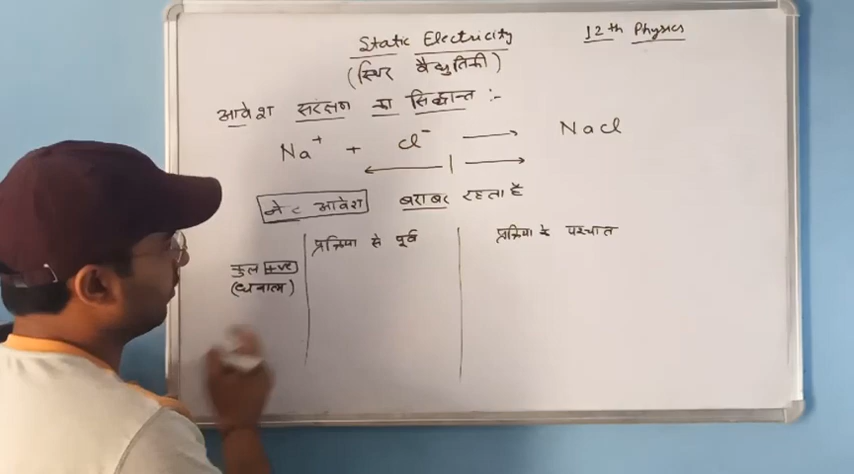 Static Electricity
12th Physics
(स्थिर वैद्युतिकी)
आवेश संरक्षण का सिद्धान्त :-
Na⁺ + Cl⁻ ⟶ NaCl
नेट आवेश बराबर रहता है
प्रक्रिया से पूर्व
प्रक्रिया के पश्चात
कुल +ve
(धनात्म)